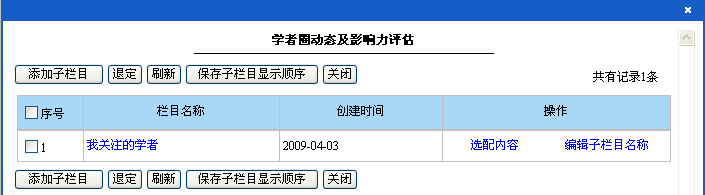 学者圈动态及影响力评估
添加子栏目 退定 刷新 保存子栏目显示顺序 关闭 共有记录1条
序号 栏目名称 创建时间 操作
1 我关注的学者 2009-04-03 选配内容 编辑子栏目名称
添加子栏目 退定 刷新 保存子栏目显示顺序 关闭